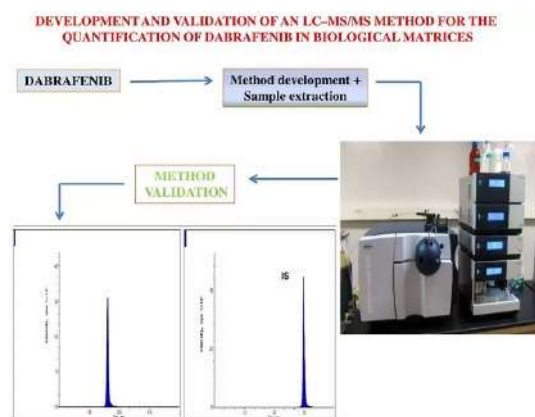 DEVELOPMENT AND VALIDATION OF AN LC–MS/MS METHOD FOR THE
QUANTIFICATION OF DABRAFENIB IN BIOLOGICAL MATRICES
DABRAFENIB
Method development +
Sample extraction
METHOD
VALIDATION
IS